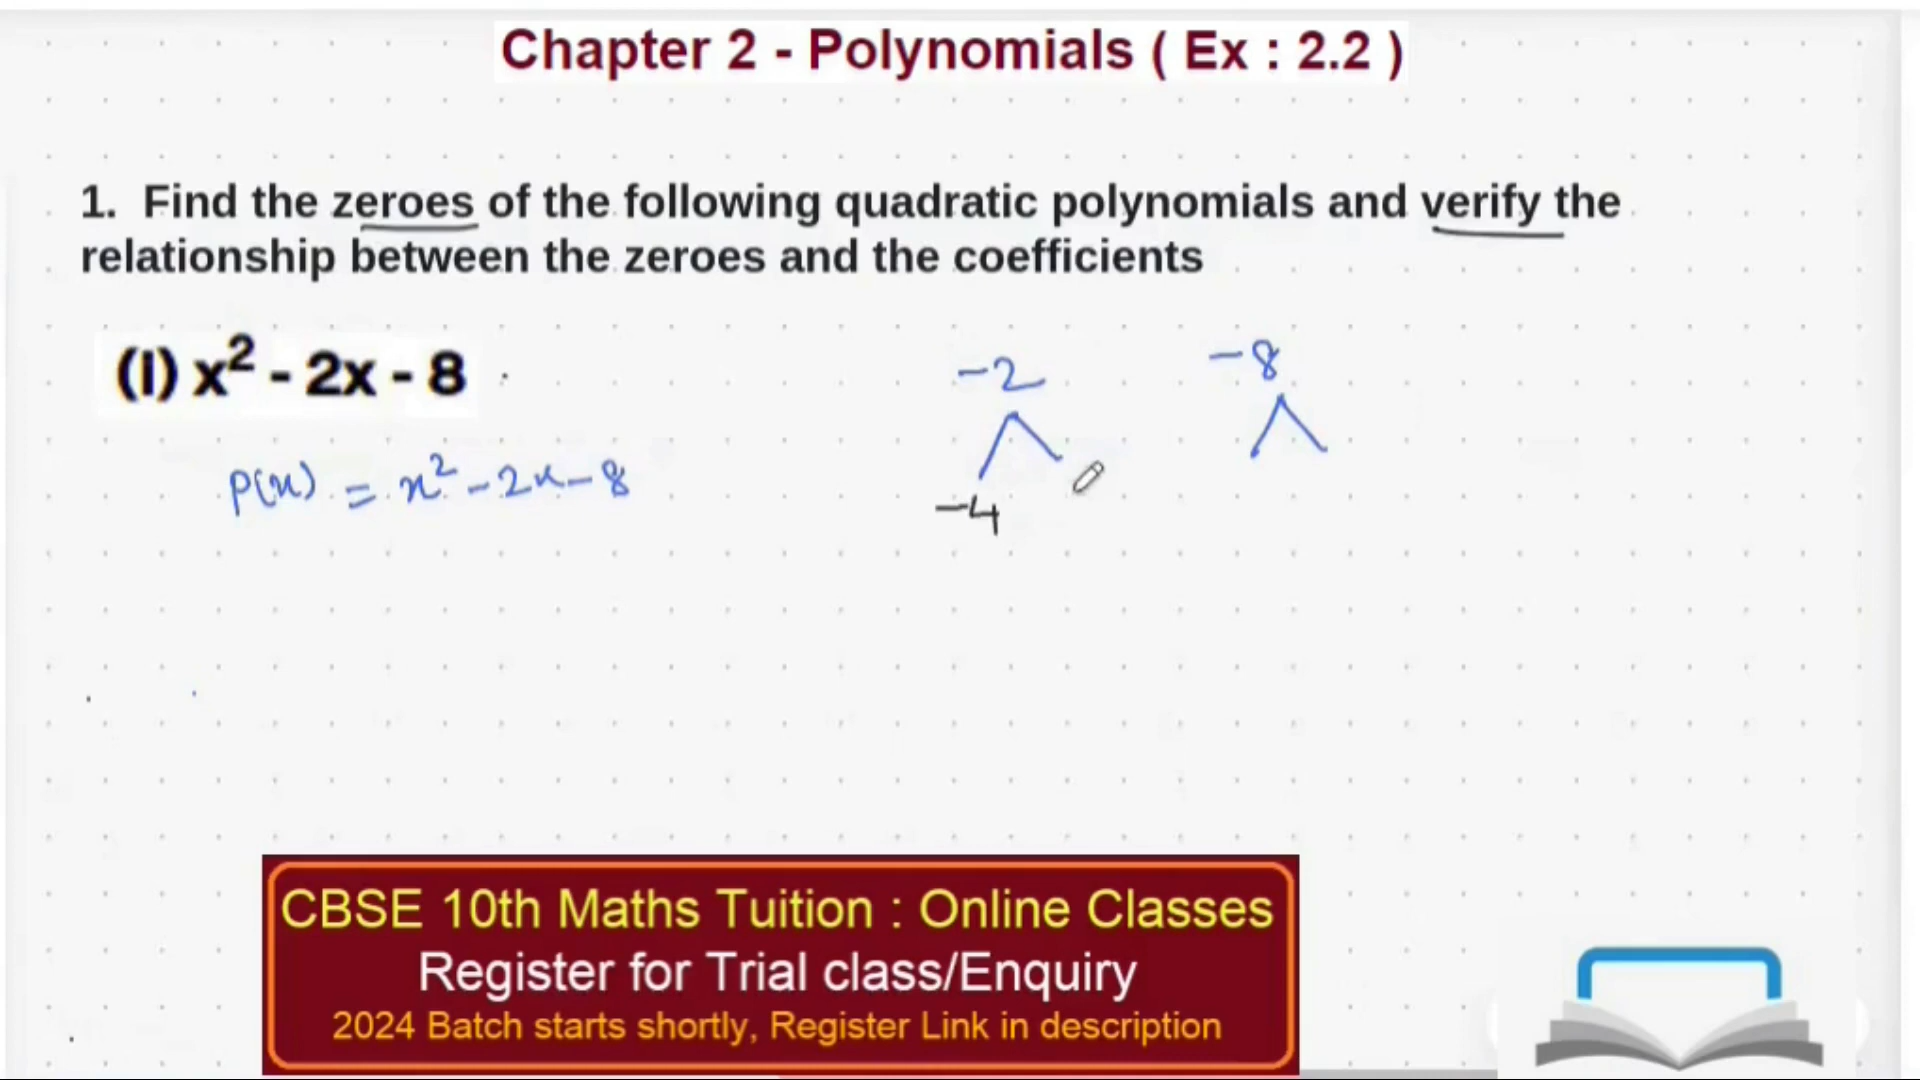 Chapter 2 - Polynomials ( Ex : 2.2 )
1. Find the zeroes of the following quadratic polynomials and verify the
relationship between the zeroes and the coefficients
(I) x² - 2x - 8
-2
-8
P(x) = x² - 2x - 8
-4
CBSE 10th Maths Tuition : Online Classes
Register for Trial class/Enquiry
2024 Batch starts shortly, Register Link in description